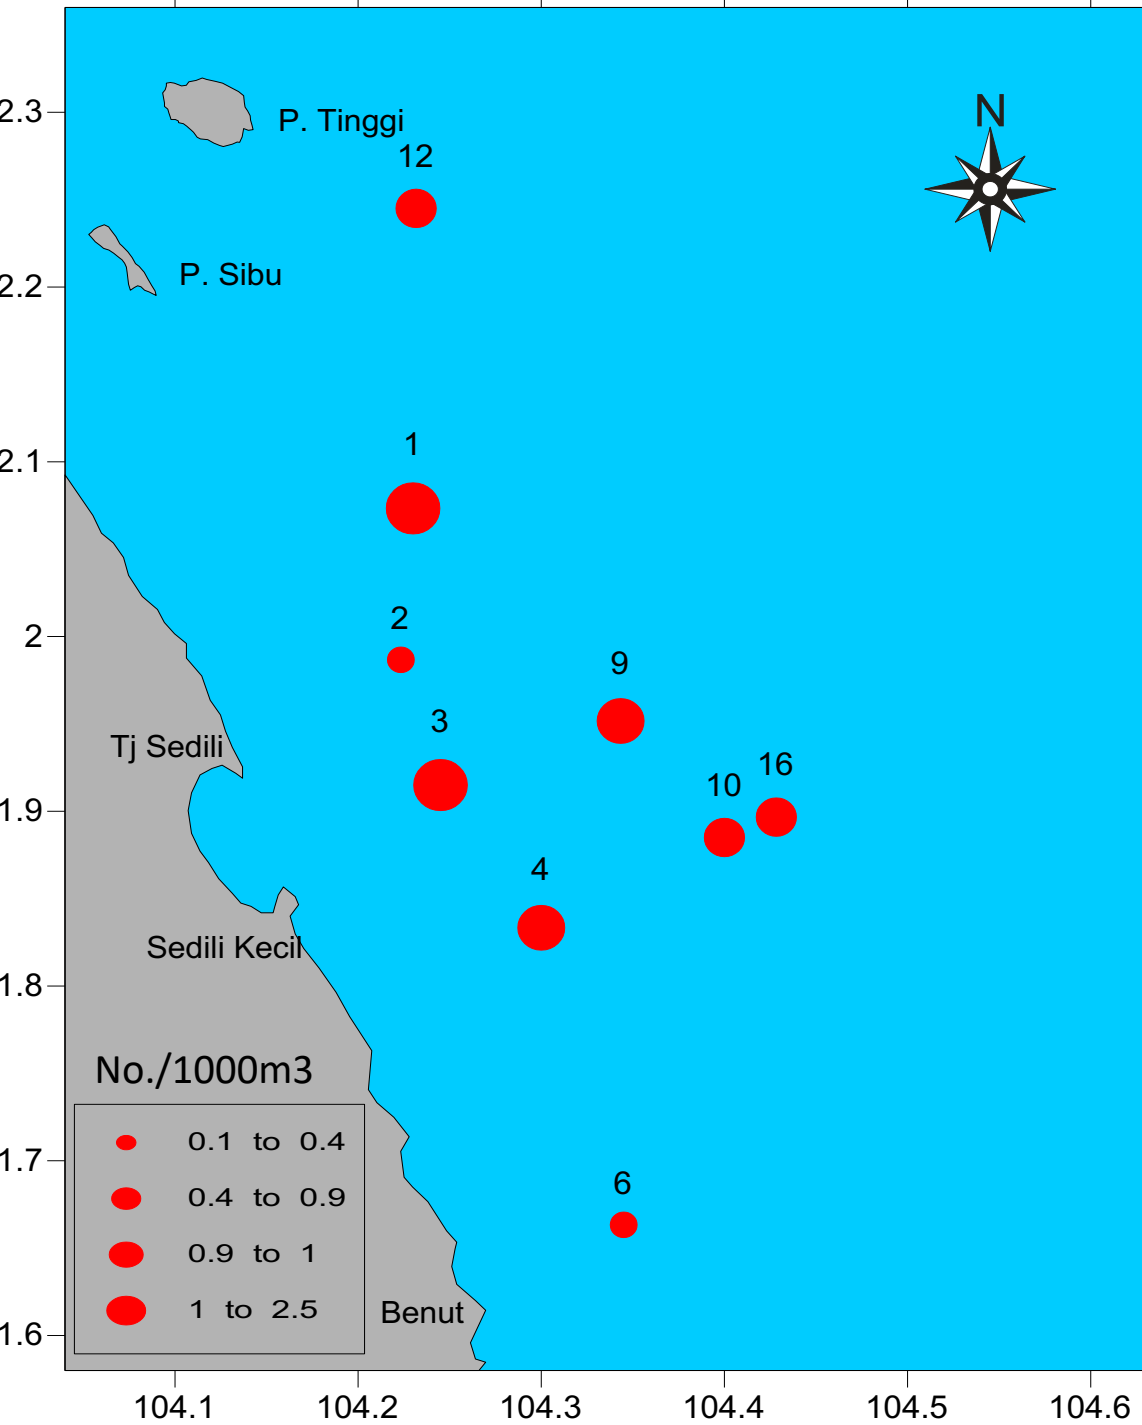 N
2.3
P. Tinggi
12
P. Sibu
2.2
1
2.1
2
2
9
3
Tj Sedili
16
10
1.9
4
Sedili Kecil
1.8
No./1000m3
0.1 to 0.4
1.7
6
0.4 to 0.9
0.9 to 1
1 to 2.5
Benut
1.6
104.1 104.2 104.3 104.4 104.5 104.6